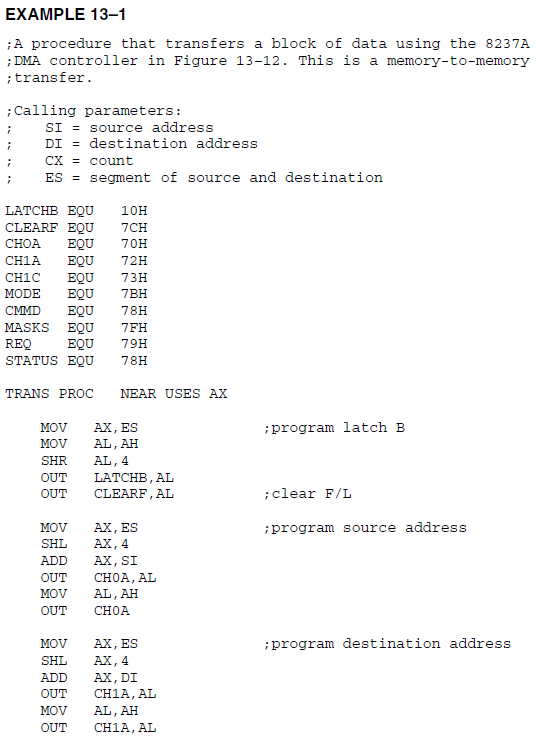 EXAMPLE 13–1
;A procedure that transfers a block of data using the 8237A
;DMA controller in Figure 13-12. This is a memory-to-memory
;transfer.
;Calling parameters:
;   SI = source address
;   DI = destination address
;   CX = count
;   ES = segment of source and destination
LATCHB EQU   10H
CLEARF EQU   7CH
CHOA   EQU   70H
CH1A   EQU   72H
CH1C   EQU   73H
MODE   EQU   7BH
CMMD   EQU   78H
MASKS  EQU   7FH
REQ    EQU   79H
STATUS EQU   78H
TRANS PROC   NEAR USES AX
MOV   AX,ES   ;program latch B
MOV   AL,AH
SHR   AL,4
OUT   LATCHB,AL
OUT   CLEARF,AL   ;clear F/L
MOV   AX,ES   ;program source address
SHL   AX,4
ADD   AX,SI
OUT   CH0A,AL
MOV   AL,AH
OUT   CH0A
MOV   AX,ES   ;program destination address
SHL   AX,4
ADD   AX,DI
OUT   CH1A,AL
MOV   AL,AH
OUT   CH1A,AL